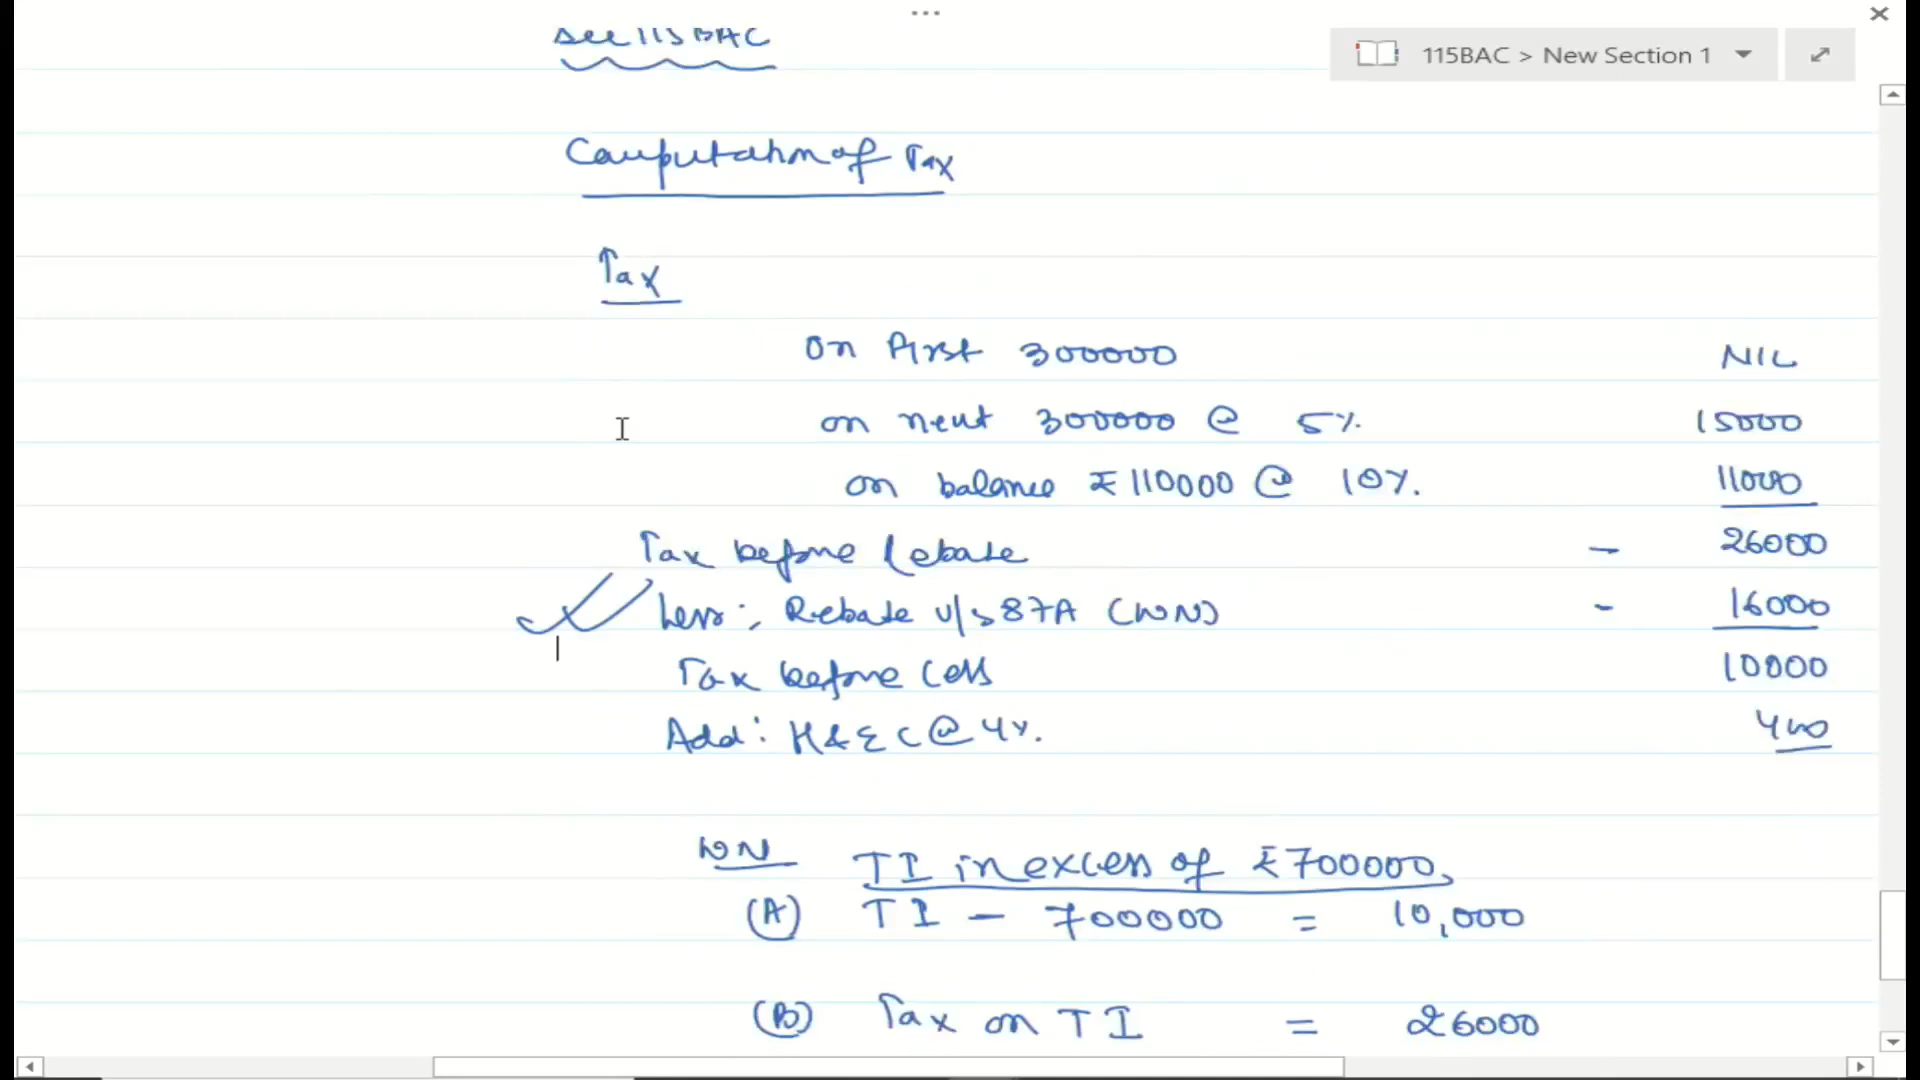 115BAC > New Section 1
sec 115BAC
Computation of Tax
Tax
On first 300000 NIL
on next 300000 @ 5% 15000
on balance ₹110000 @ 10%. 11000
Tax before Rebate - 26000
Less:, Rebate u/s 87A (WN) - 16000
Tax before Cess 10000
Add: H&EC @ 4%. 400
WN TI in excess of ₹700000,
(A) TI - 700000 = 10,000
(B) Tax on TI = 26000